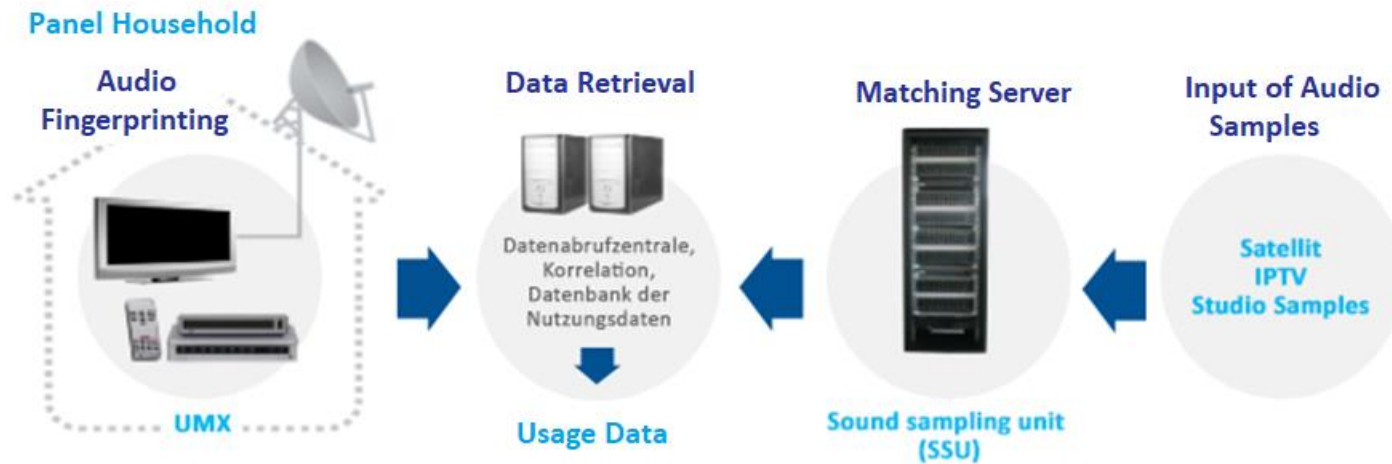 Panel Household
Audio
Fingerprinting
UMX
Data Retrieval
Datenabrufzentrale,
Korrelation,
Datenbank der
Nutzungsdaten
Usage Data
Matching Server
Sound sampling unit
(SSU)
Input of Audio
Samples
Satellit
IPTV
Studio Samples